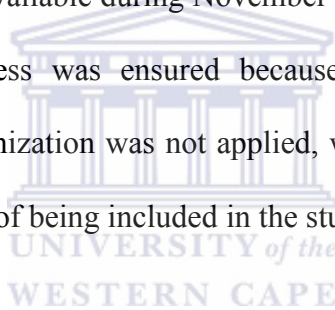 vailable during November
ess was ensured because
nization was not applied, v
of being included in the stu
UNIVERSITY of the
WESTERN CAPE